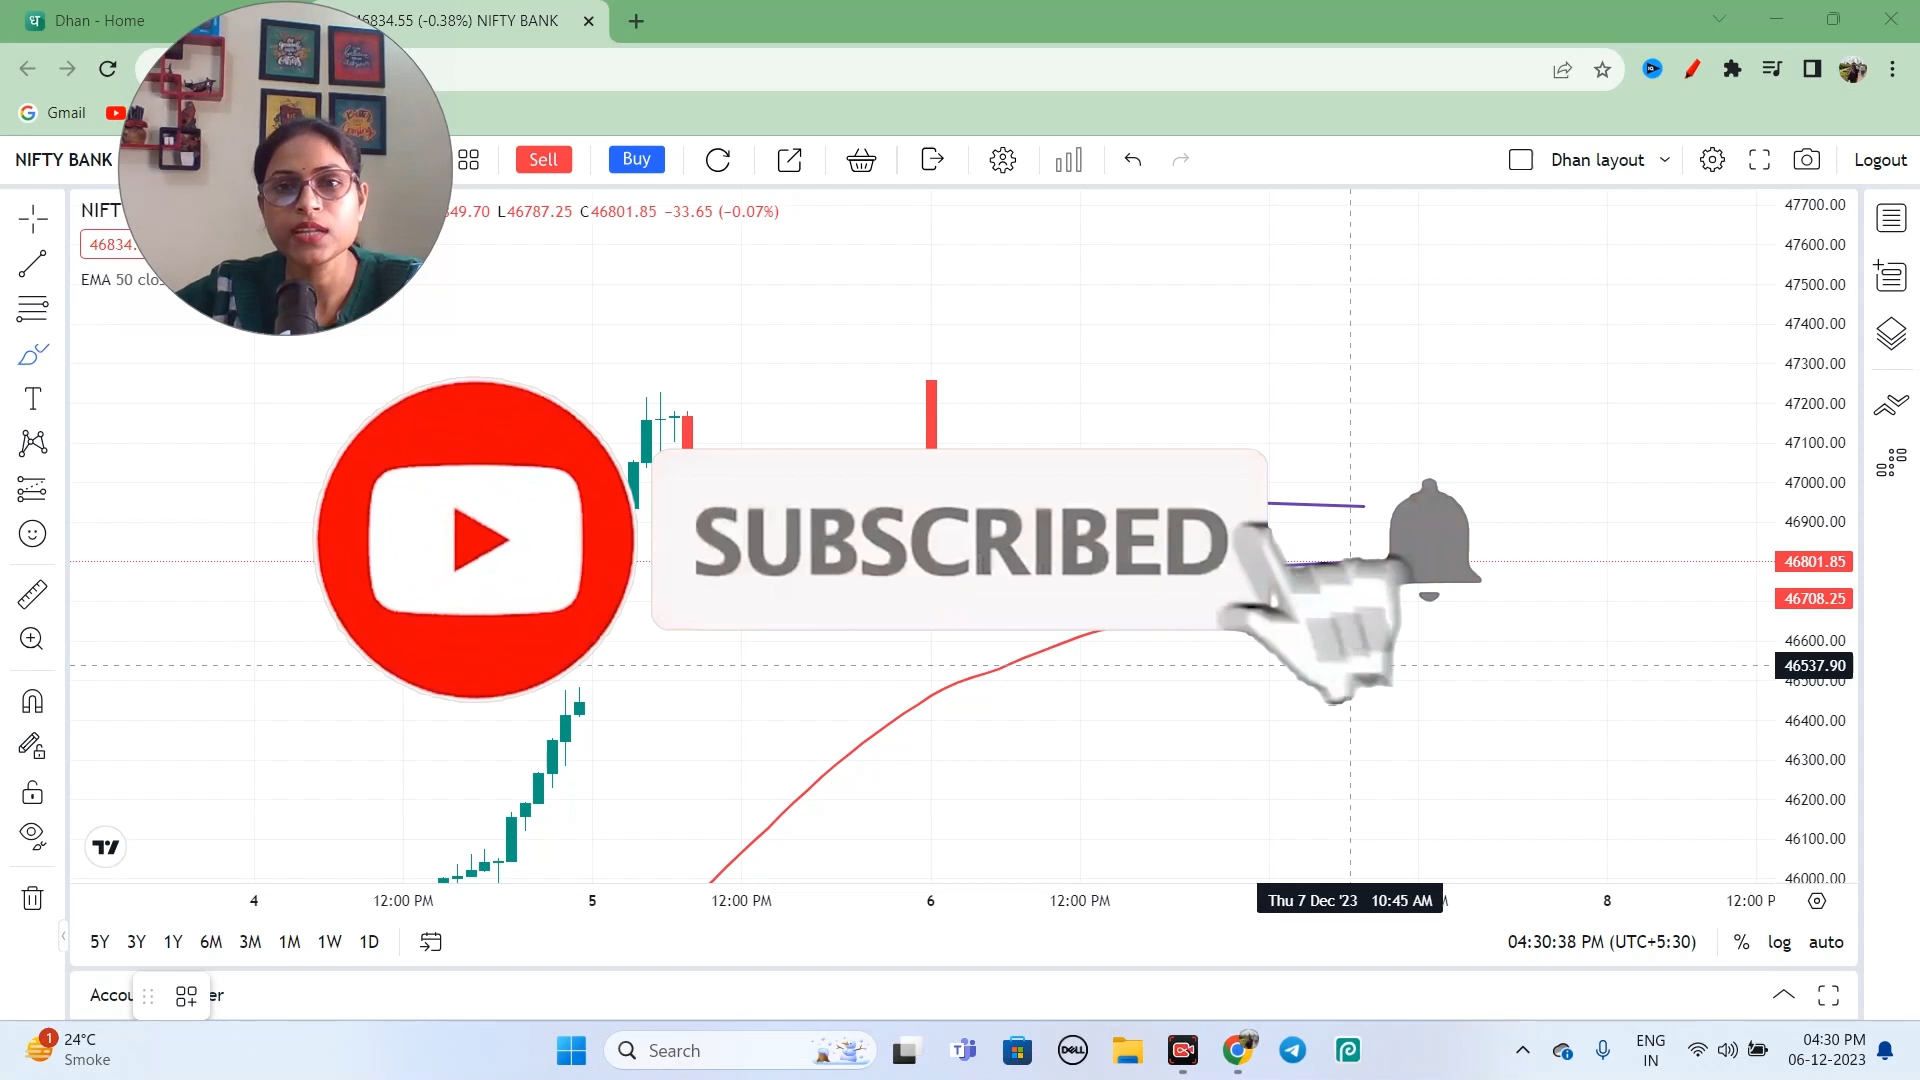 ध Dhan - Home
46834.55 (-0.38%) NIFTY BANK
Gmail
NIFTY BANK
Sell
Buy
Dhan layout
Logout
NIFT
49.70 L46787.25 C46801.85 −33.65 (−0.07%)
46834.
EMA 50 clos
47700.00
47600.00
47500.00
47400.00
47300.00
47200.00
47100.00
47000.00
46900.00
46801.85
46708.25
46600.00
46537.90
46500.00
46400.00
46300.00
46200.00
46100.00
46000.00
SUBSCRIBED
4 12:00 PM 5 12:00 PM 6 12:00 PM Thu 7 Dec '23 10:45 AM 8 12:00 P
5Y 3Y 1Y 6M 3M 1M 1W 1D
04:30:38 PM (UTC+5:30) % log auto
Accou er
1 24°C
Smoke
Search
DELL
ENG
IN
04:30 PM
06-12-2023